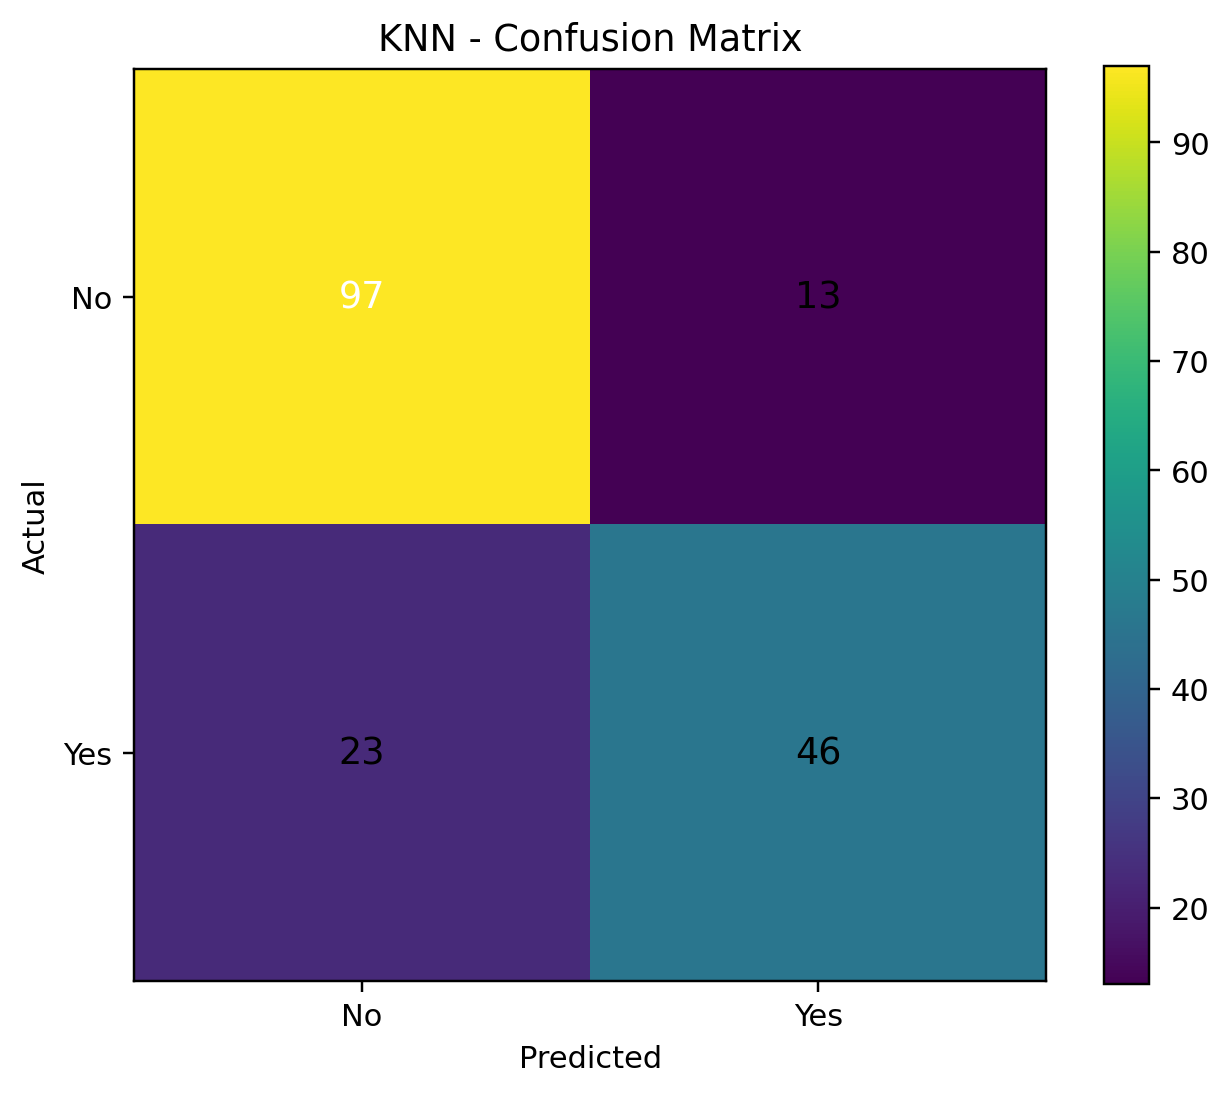 KNN - Confusion Matrix
Actual
No
Yes
97
13
23
46
No
Yes
Predicted
90
80
70
60
50
40
30
20